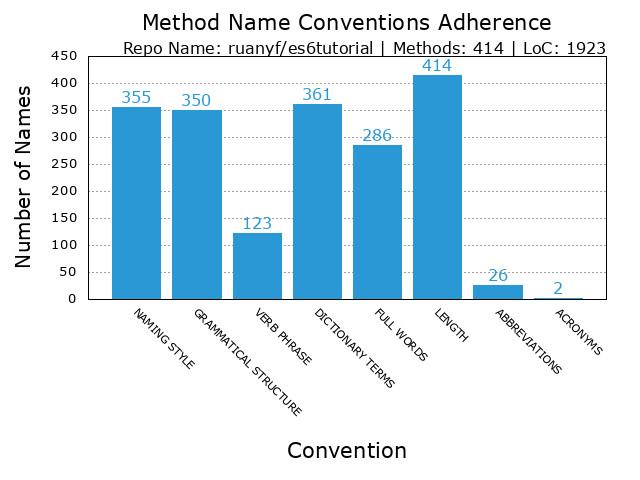 Method Name Conventions Adherence
Repo Name: ruanyf/es6tutorial | Methods: 414 | LoC: 1923
Number of Names
450
400
350
300
250
200
150
100
50
0
355
350
123
361
286
414
26
2
NAMING STYLE
GRAMMATICAL STRUCTURE
VERB PHRASE
DICTIONARY TERMS
FULL WORDS
LENGTH
ABBREVIATIONS
ACRONYMS
Convention